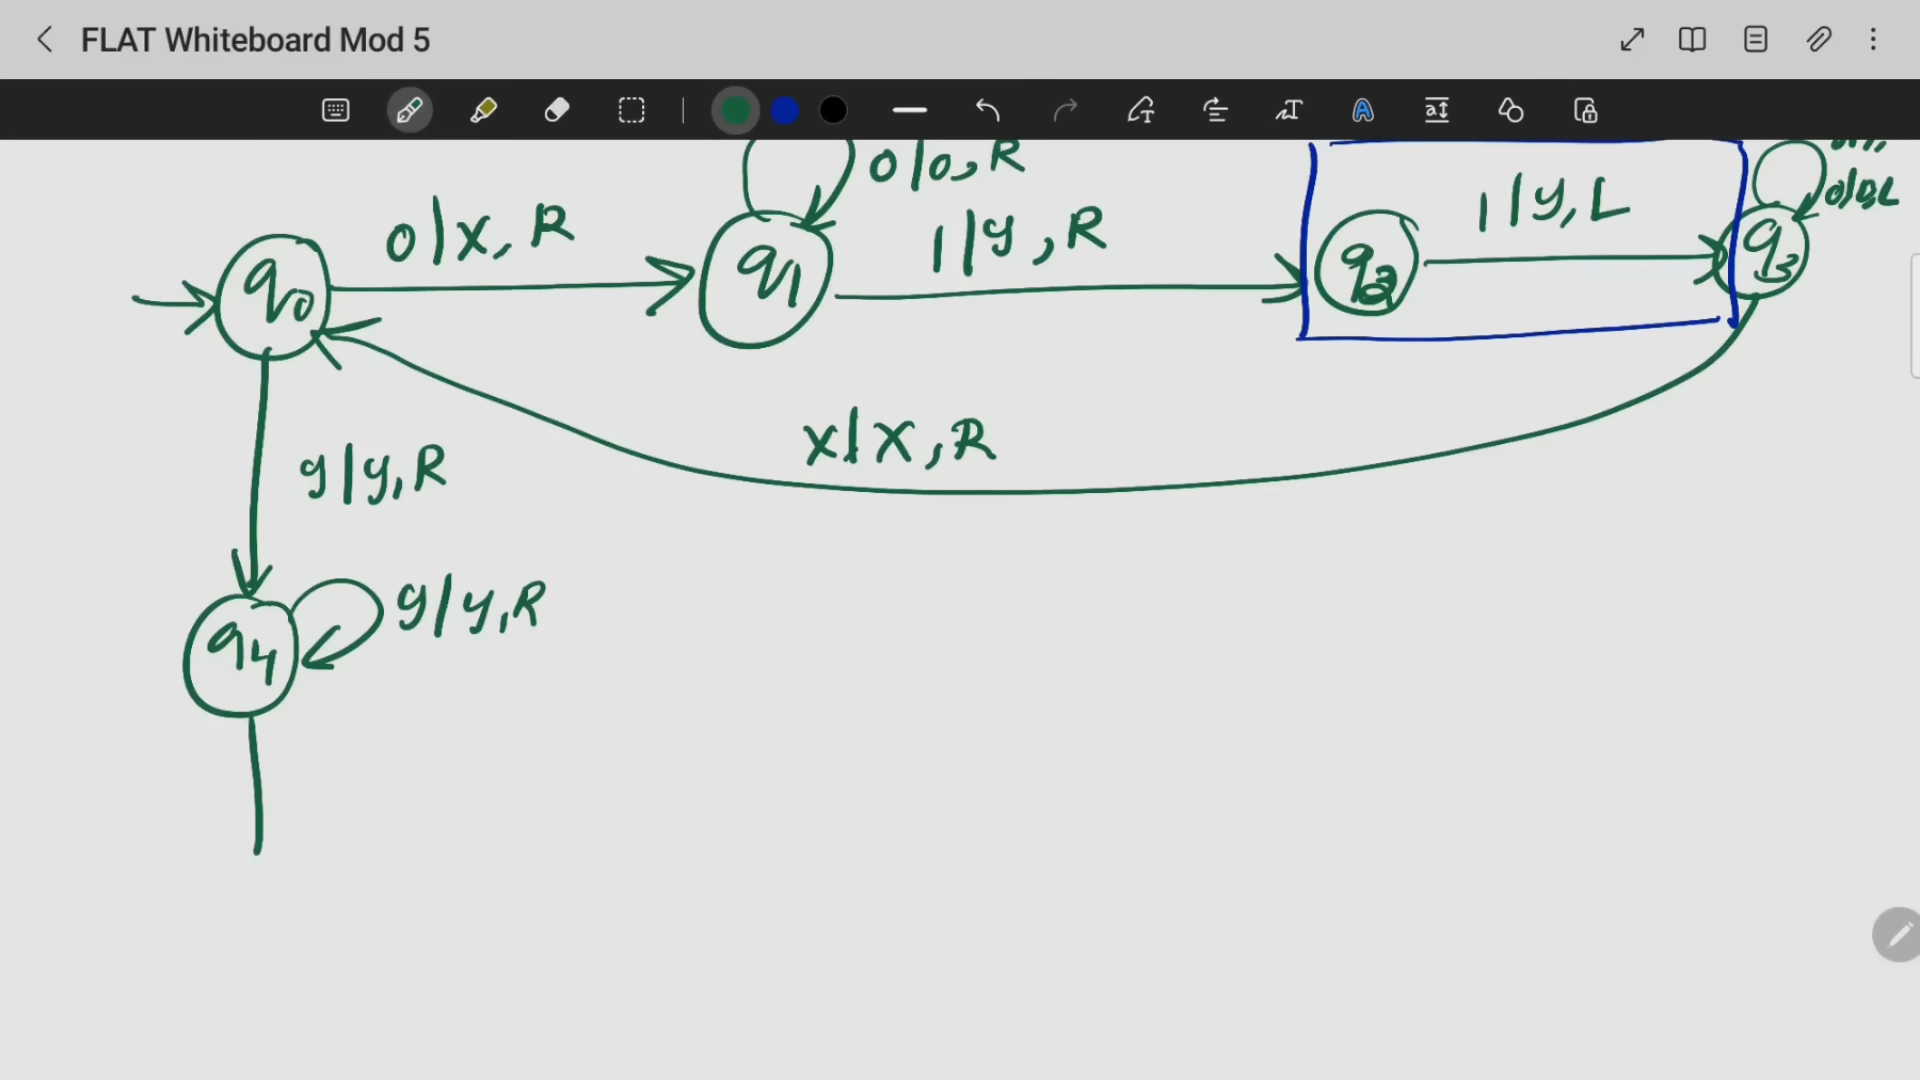 FLAT Whiteboard Mod 5
0|0,R
0|x, R
1|y, R
1|y, L
0|0,L
q0
q1
q2
q3
x|x, R
y|y, R
q4
y|y, R